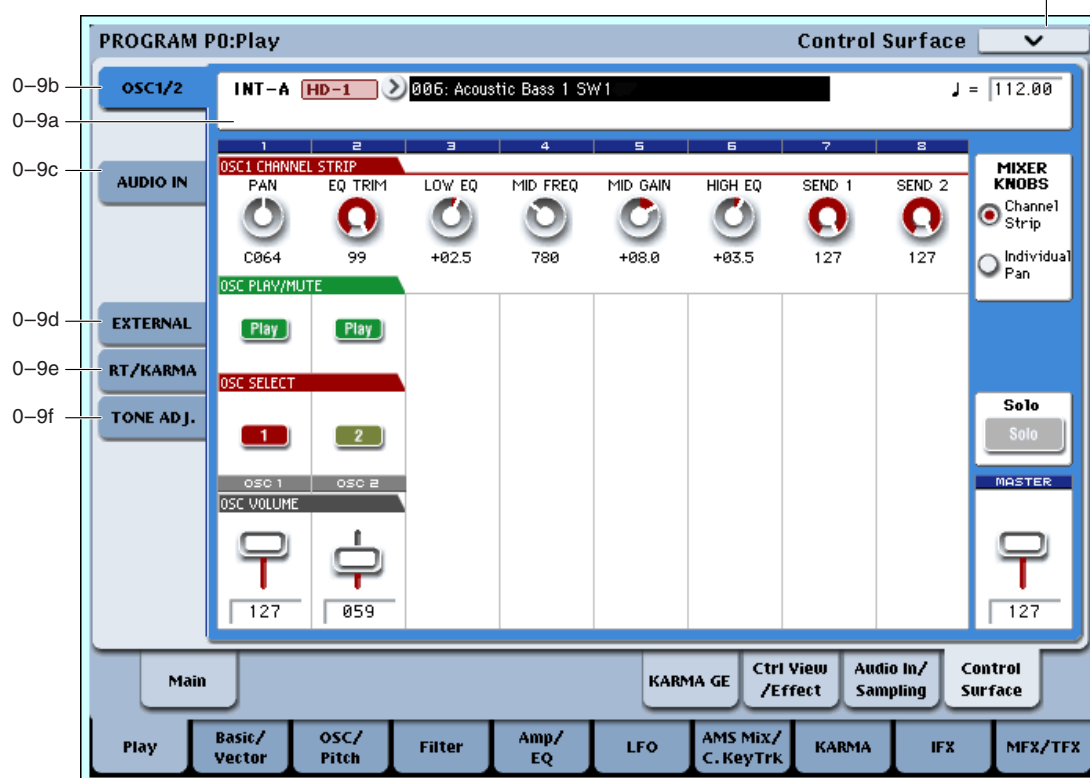 PROGRAM P0:Play Control Surface
0–9b
OSC1/2
INT-A HD-1 006: Acoustic Bass 1 SW1 ♩ = 112.00
0–9a
1 2 3 4 5 6 7 8
0–9c
AUDIO IN
OSC1 CHANNEL STRIP
PAN EQ TRIM LOW EQ MID FREQ MID GAIN HIGH EQ SEND 1 SEND 2
C064 99 +02.5 780 +08.0 +03.5 127 127
MIXER
KNOBS
Channel
Strip
Individual
Pan
OSC PLAY/MUTE
0–9d
EXTERNAL
Play Play
0–9e
RT/KARMA
OSC SELECT
0–9f
TONE ADJ.
1 2
Solo
Solo
OSC 1 OSC 2
MASTER
OSC VOLUME
127 059 127
Main
KARMA GE
Ctrl View
/Effect
Audio In/
Sampling
Control
Surface
Play
Basic/
Vector
OSC/
Pitch
Filter
Amp/
EQ
LFO
AMS Mix/
C.KeyTrk
KARMA
IFX
MFX/TFX